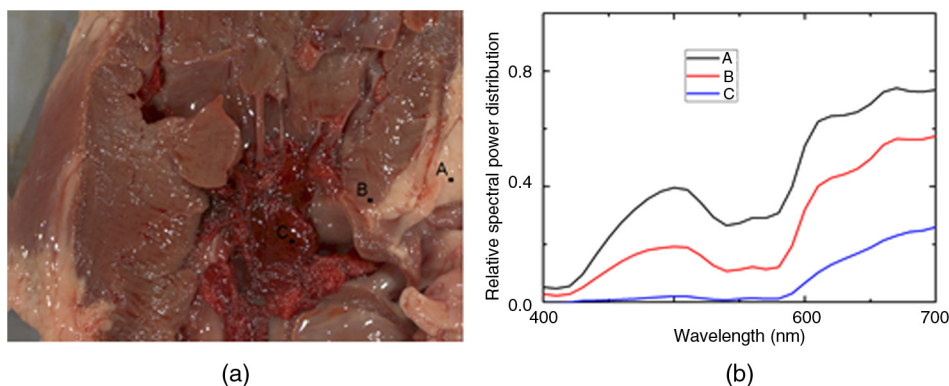 A
B
C
(a)
Relative spectral power distribution
0.8
0.4
0.0
A
B
C
400
600
700
Wavelength (nm)
(b)